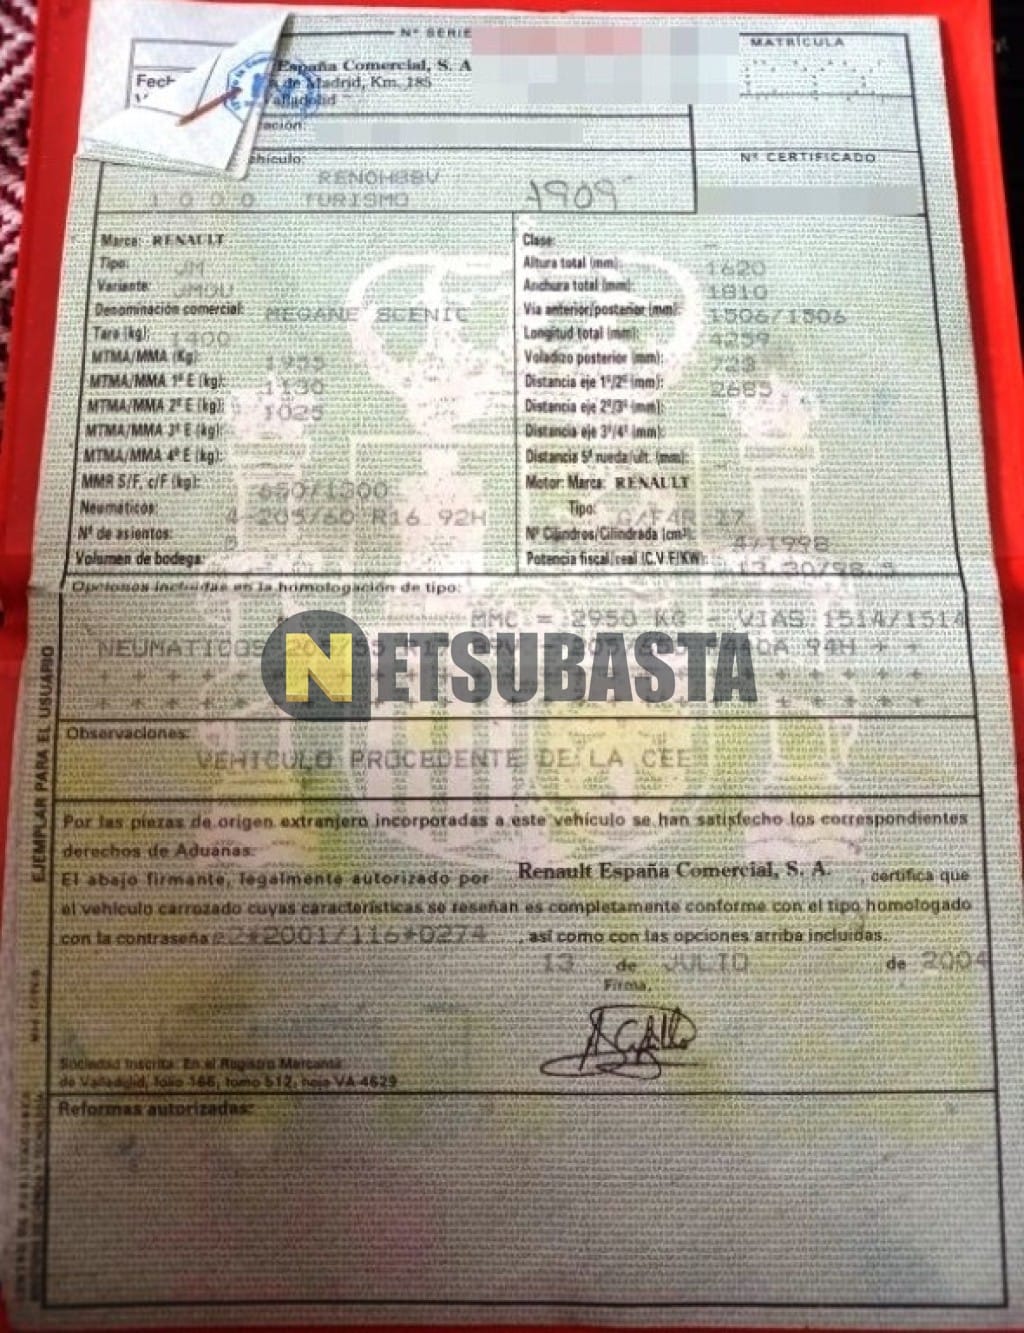 Nº SERIE
MATRÍCULA
España Comercial, S. A
de Madrid, Km. 185
Valladolid
Fech
Nº CERTIFICADO
1000 TURISMO
1909
Marca: RENAULT
Tipo: JM
Variante: JM0U
Denominación comercial: MEGANE SCENIC
Tara (kg): 1400
MTMA/MMA (Kg): 1955
MTMA/MMA 1º E (kg): 1130
MTMA/MMA 2º E (kg): 1025
MTMA/MMA 3º E (kg):
MTMA/MMA 4º E (kg):
MMR S/F, c/F (kg): 650/1300
Neumáticos: 4-205/60 R16 92H
Nº de asientos:
Volumen de bodega:
Clase: -
Altura total (mm): 1620
Anchura total (mm): 1810
Vía anterior/posterior (mm): 1506/1506
Longitud total (mm): 4259
Voladizo posterior (mm):
Distancia eje 1º/2º (mm): 2685
Distancia eje 2º/3º (mm):
Distancia eje 3º/4º (mm):
Distancia 5ª rueda/ult. (mm): -
Motor: Marca: RENAULT
Tipo:
Nº Cilindros/Cilindrada (cm³): 4/1998
Potencia fiscal/real (C.V.F/KW):
Opciones incluidas en la homologación de tipo:
MMC = 2950 KG - VIAS 1514/1514
NEUMATICOS 94H + +
NETSUBASTA
Observaciones:
VEHICULO PROCEDENTE DE LA CEE
Por las piezas de origen extranjero incorporadas a este vehículo se han satisfecho los correspondientes
derechos de Aduanas.
El abajo firmante, legalmente autorizado por Renault España Comercial, S. A. , certifica que
el vehículo carrozado cuyas características se reseñan es completamente conforme con el tipo homologado
con la contraseña e2*2001/116*0274 , así como con las opciones arriba incluidas.
13 de JULIO de 2004
Firma,
Sociedad Inscrita. En el Registro Mercantil
de Valladolid, folio 166, tomo 512, hoja VA-4629
Reformas autorizadas:
EJEMPLAR PARA EL USUARIO